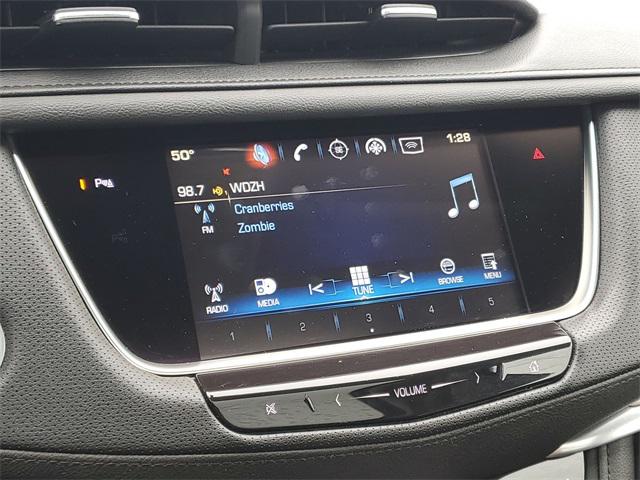 50° SE 1:28
P
98.7 WDZH
Cranberries
FM Zombie
RADIO MEDIA TUNE BROWSE MENU
1 2 3 4 5
VOLUME